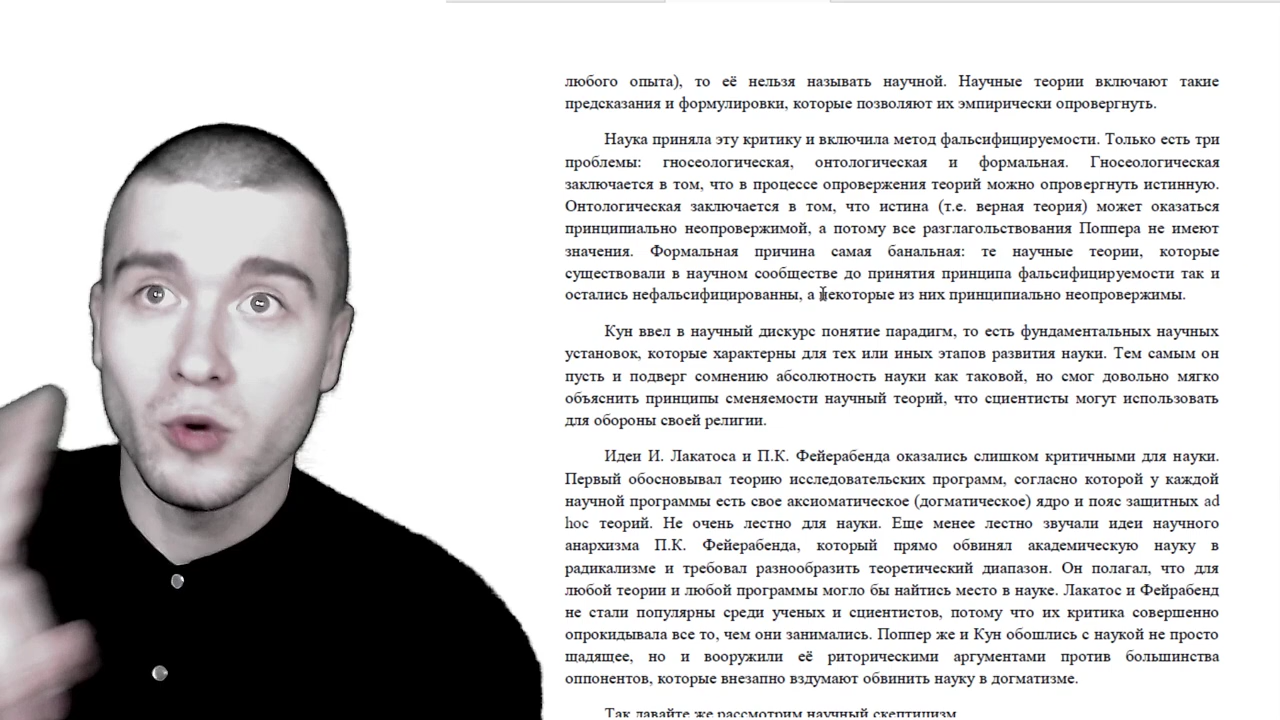 любого опыта), то её нельзя называть научной. Научные теории включают такие
предсказания и формулировки, которые позволяют их эмпирически опровергнуть.
Наука приняла эту критику и включила метод фальсифицируемости. Только есть три
проблемы: гносеологическая, онтологическая и формальная. Гносеологическая
заключается в том, что в процессе опровержения теорий можно опровергнуть истинную.
Онтологическая заключается в том, что истина (т.е. верная теория) может оказаться
принципиально неопровержимой, а потому все разглагольствования Поппера не имеют
значения. Формальная причина самая банальная: те научные теории, которые
существовали в научном сообществе до принятия принципа фальсифицируемости так и
остались нефальсифицированны, а некоторые из них принципиально неопровержимы.
Кун ввел в научный дискурс понятие парадигм, то есть фундаментальных научных
установок, которые характерны для тех или иных этапов развития науки. Тем самым он
пусть и подверг сомнению абсолютность науки как таковой, но смог довольно мягко
объяснить принципы сменяемости научный теорий, что сциентисты могут использовать
для обороны своей религии.
Идеи И. Лакатоса и П.К. Фейерабенда оказались слишком критичными для науки.
Первый обосновывал теорию исследовательских программ, согласно которой у каждой
научной программы есть свое аксиоматическое (догматическое) ядро и пояс защитных ad
hoc теорий. Не очень лестно для науки. Еще менее лестно звучали идеи научного
анархизма П.К. Фейерабенда, который прямо обвинял академическую науку в
радикализме и требовал разнообразить теоретический диапазон. Он полагал, что для
любой теории и любой программы могло бы найтись место в науке. Лакатос и Фейрабенд
не стали популярны среди ученых и сциентистов, потому что их критика совершенно
опрокидывала все то, чем они занимались. Поппер же и Кун обошлись с наукой не просто
щадящее, но и вооружили её риторическими аргументами против большинства
оппонентов, которые внезапно вздумают обвинить науку в догматизме.
Так давайте же рассмотрим научный скептицизм